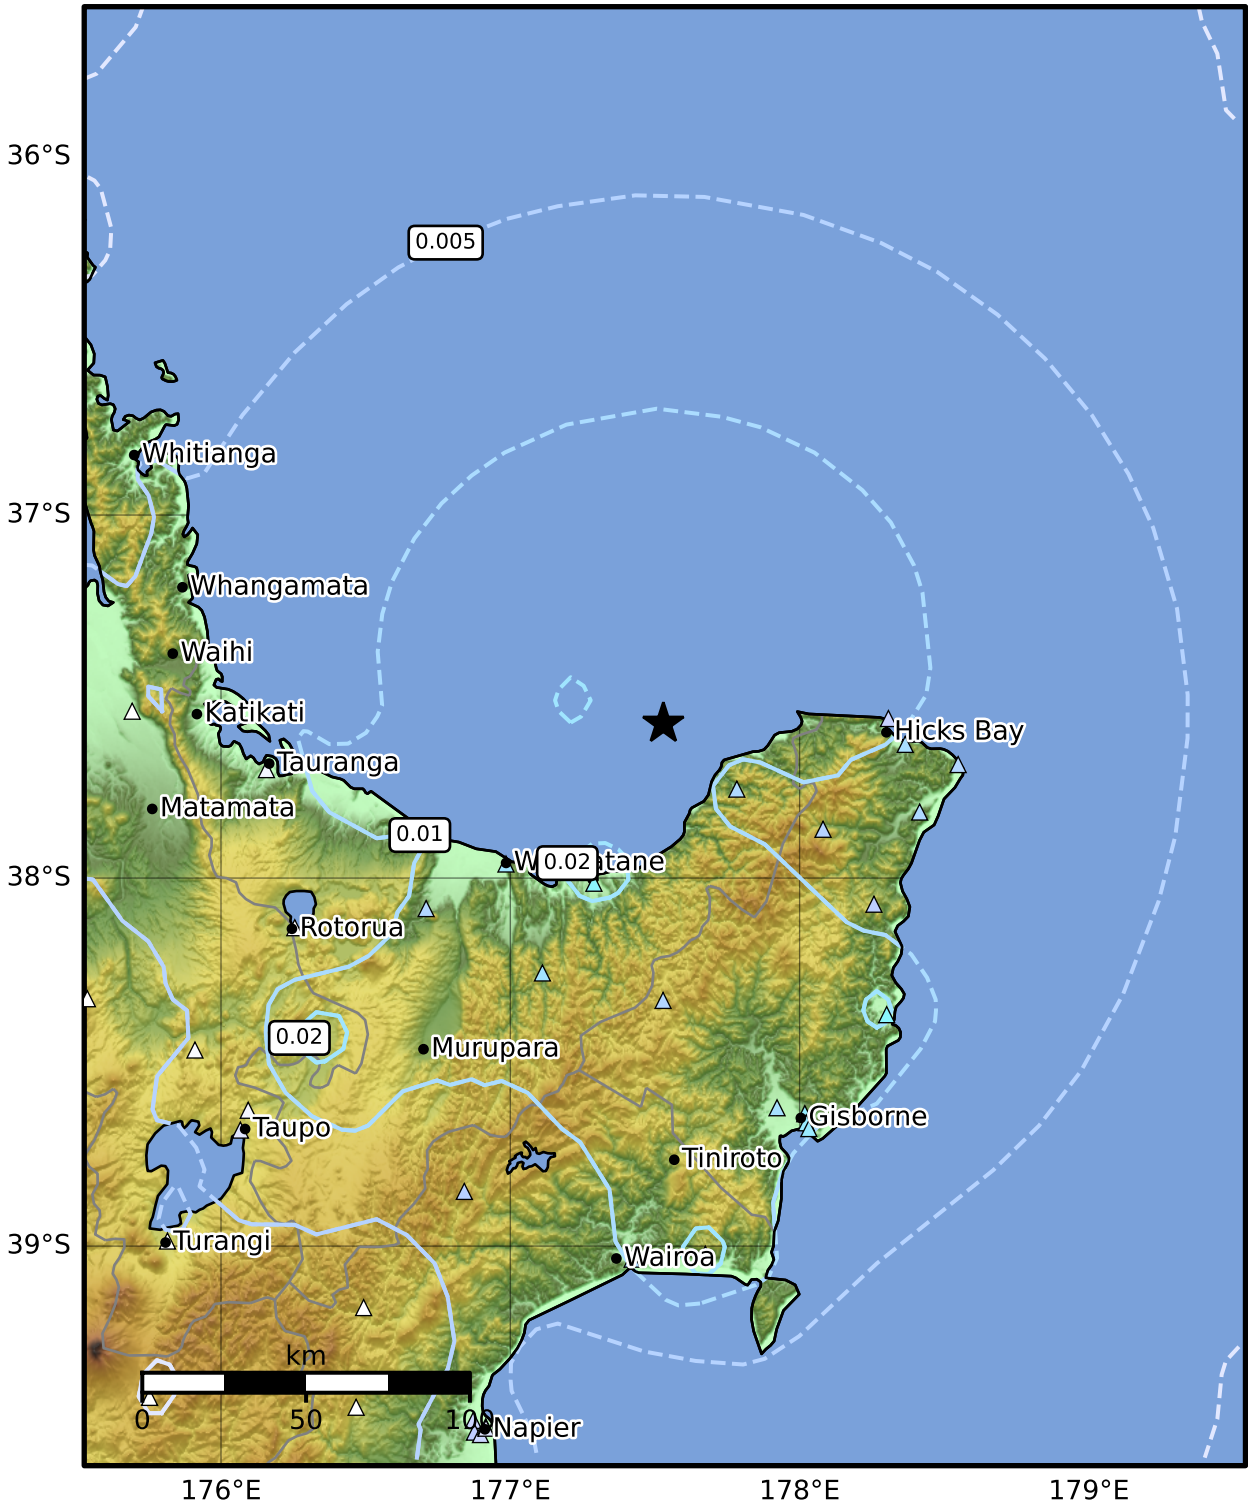 36°S
0.005
Whitianga
37°S
Whangamata
Waihi
Katikati
Hicks Bay
Tauranga
Matamata
0.01
0.02
38°S
Rotorua
0.02
Murupara
Gisborne
Taupo
Tiniroto
39°S
Turangi
Wairoa
km
0 50 100
Napier
176°E 177°E 178°E 179°E